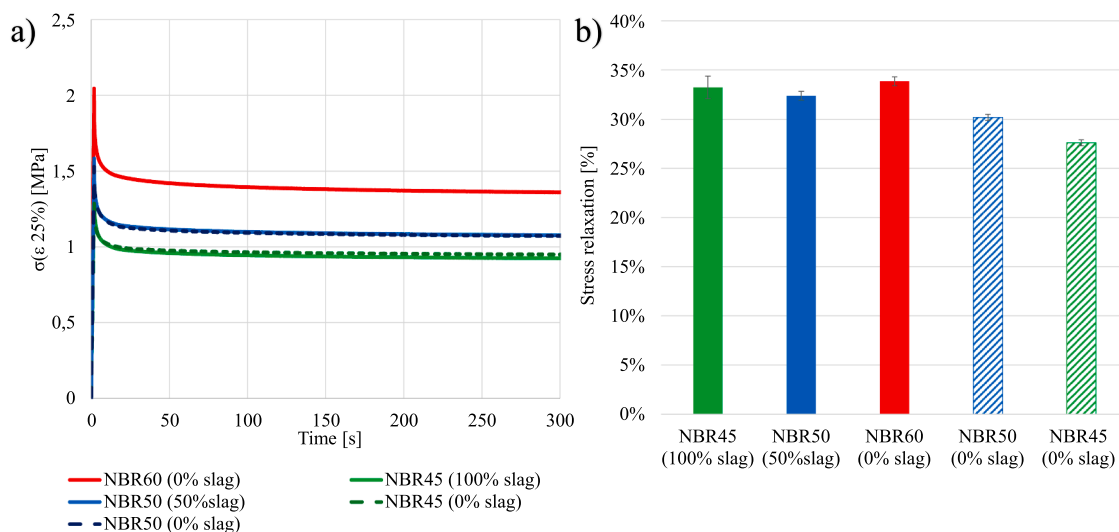 a)
2,5
2
1,5
1
0,5
0
σ(ε 25%) [MPa]
0
50
100
150
200
250
300
Time [s]
NBR60 (0% slag)
NBR50 (50%slag)
NBR50 (0% slag)
NBR45 (100% slag)
NBR45 (0% slag)
b)
40%
35%
30%
25%
20%
15%
10%
5%
0%
Stress relaxation [%]
NBR45
(100% slag)
NBR50
(50%slag)
NBR60
(0% slag)
NBR50
(0% slag)
NBR45
(0% slag)